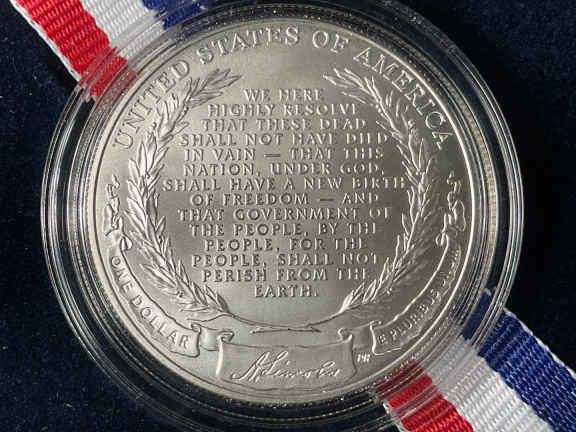 UNITED STATES OF AMERICA
WE HERE
HIGHLY RESOLVE
THAT THESE DEAD
SHALL NOT HAVE DIED
IN VAIN — THAT THIS
NATION, UNDER GOD,
SHALL HAVE A NEW BIRTH
OF FREEDOM — AND
THAT GOVERNMENT OF
THE PEOPLE, BY THE
PEOPLE, FOR THE
PEOPLE, SHALL NOT
PERISH FROM THE
EARTH.
ONE DOLLAR
E PLURIBUS UNUM
A. Lincoln